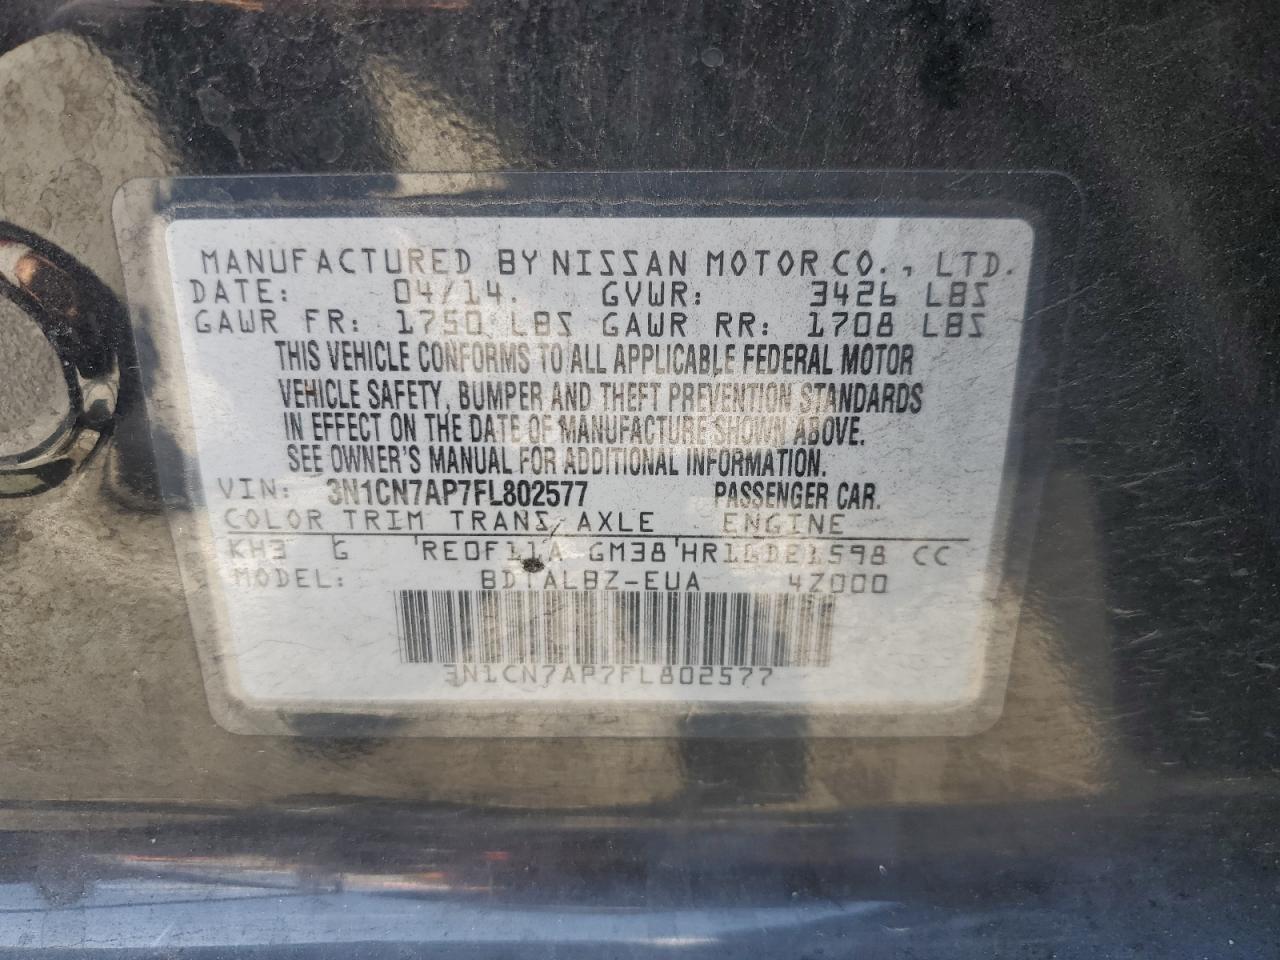 MANUFACTURED BY NISSAN MOTOR CO., LTD.
DATE: 04/14. GVWR: 3426 LBS
GAWR FR: 1750 LBS GAWR RR: 1708 LBS
THIS VEHICLE CONFORMS TO ALL APPLICABLE FEDERAL MOTOR
VEHICLE SAFETY, BUMPER AND THEFT PREVENTION STANDARDS
IN EFFECT ON THE DATE OF MANUFACTURE SHOWN ABOVE.
SEE OWNER'S MANUAL FOR ADDITIONAL INFORMATION.
VIN: 3N1CN7AP7FL802577 PASSENGER CAR.
COLOR TRIM TRANS, AXLE ENGINE
KH3 G RE0F11A GM38 HR16DE1598 CC
MODEL: BDTALBZ-EUA 4Z000
3N1CN7AP7FL802577